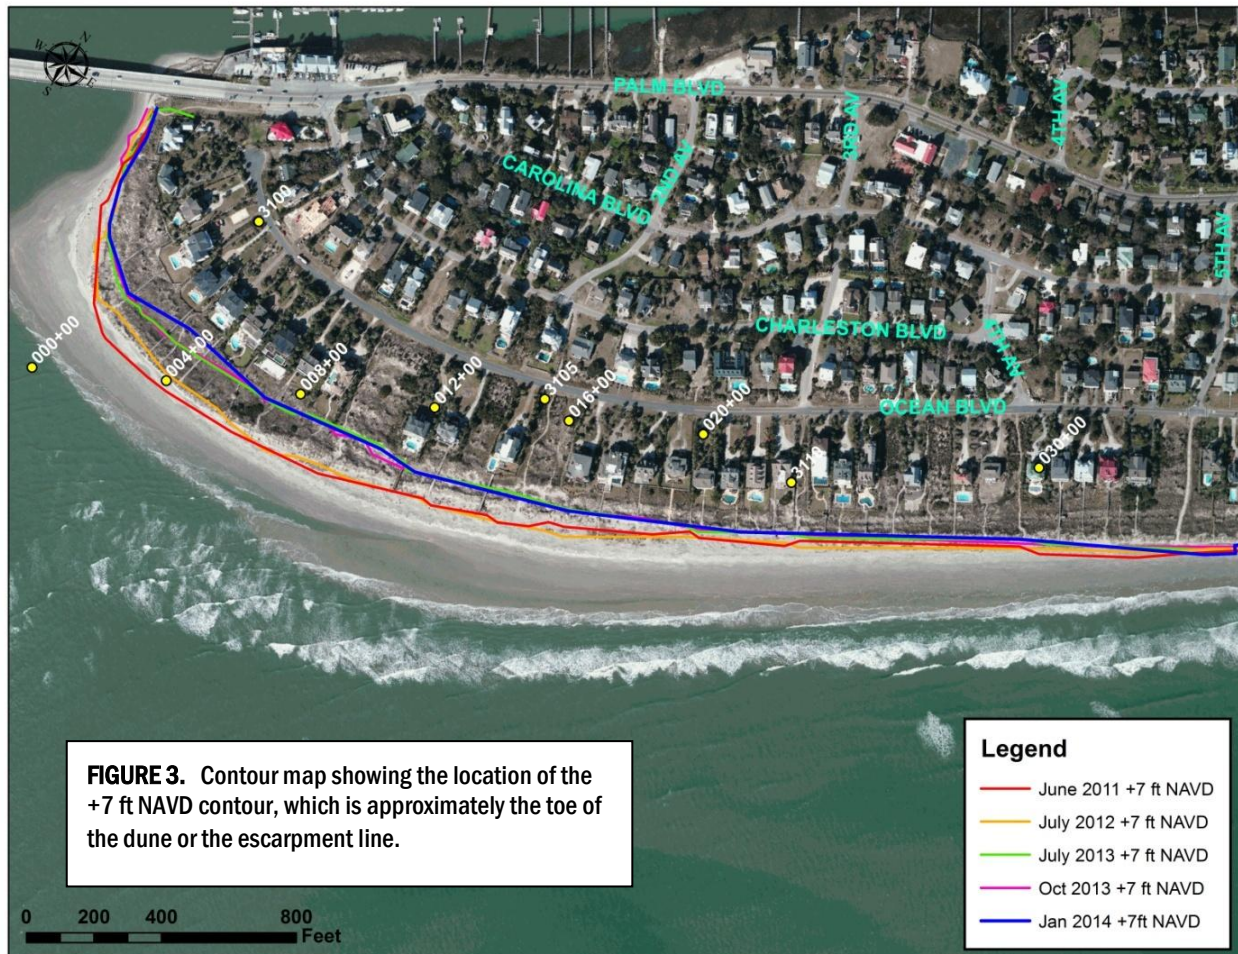 N
W
E
S
PALM BLVD
3RD AV
4TH AV
CAROLINA BLVD
2ND AV
5TH AV
3100
000+00
004+00
008+00
012+00
3105
016+00
020+00
3110
030+00
CHARLESTON BLVD
OCEAN BLVD
FIGURE 3. Contour map showing the location of the
+7 ft NAVD contour, which is approximately the toe of
the dune or the escarpment line.
0 200 400 800
Feet
Legend
June 2011 +7 ft NAVD
July 2012 +7 ft NAVD
July 2013 +7 ft NAVD
Oct 2013 +7 ft NAVD
Jan 2014 +7ft NAVD